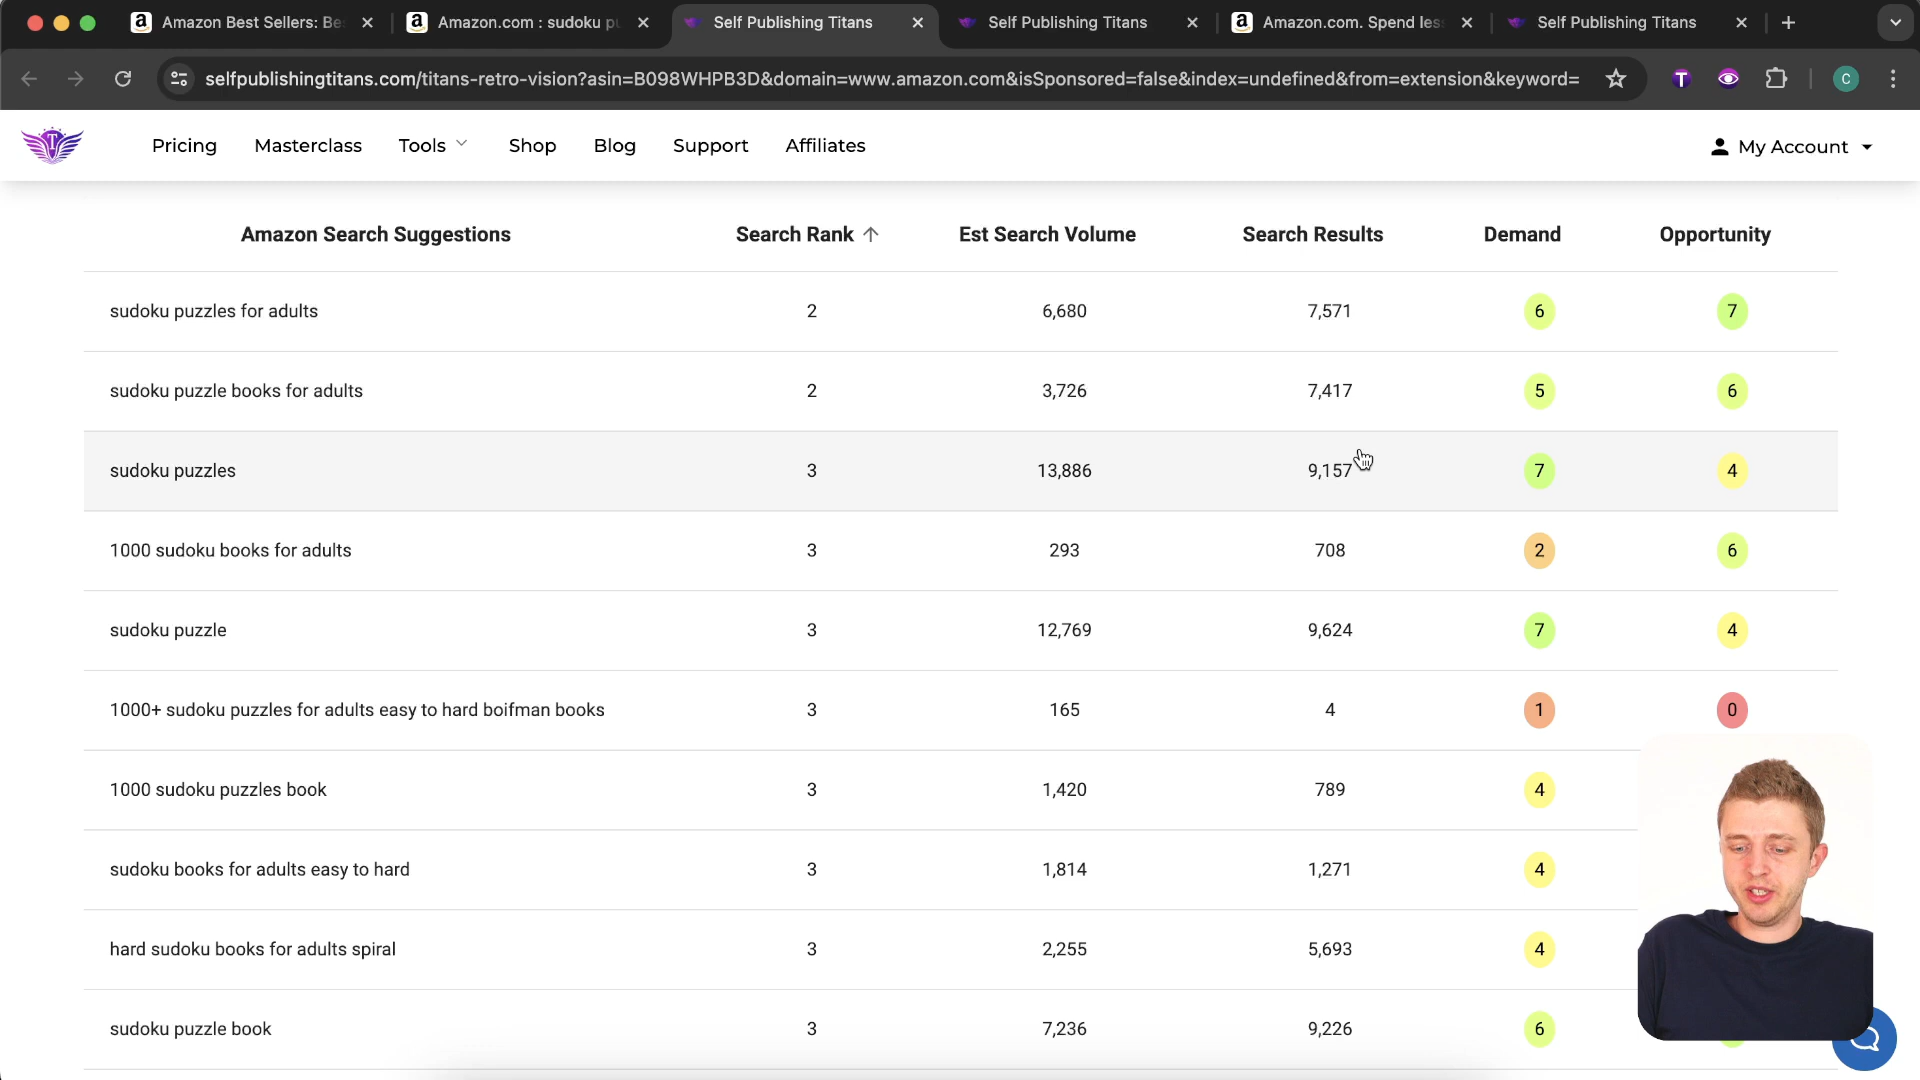 Amazon Best Sellers: Be
Amazon.com : sudoku pu
Self Publishing Titans
Self Publishing Titans
Amazon.com. Spend les
Self Publishing Titans
selfpublishingtitans.com/titans-retro-vision?asin=B098WHPB3D&domain=www.amazon.com&isSponsored=false&index=undefined&from=extension&keyword=
T
C
T
Pricing
Masterclass
Tools
Shop
Blog
Support
Affiliates
My Account
Amazon Search Suggestions Search Rank Est Search Volume Search Results Demand Opportunity
sudoku puzzles for adults 2 6,680 7,571 6 7
sudoku puzzle books for adults 2 3,726 7,417 5 6
sudoku puzzles 3 13,886 9,157 7 4
1000 sudoku books for adults 3 293 708 2 6
sudoku puzzle 3 12,769 9,624 7 4
1000+ sudoku puzzles for adults easy to hard boifman books 3 165 4 1 0
1000 sudoku puzzles book 3 1,420 789 4
sudoku books for adults easy to hard 3 1,814 1,271 4
hard sudoku books for adults spiral 3 2,255 5,693 4
sudoku puzzle book 3 7,236 9,226 6